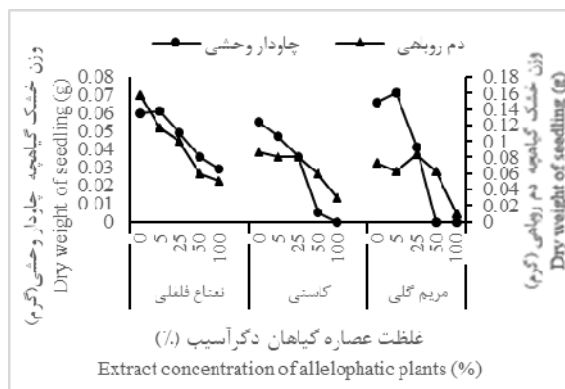 چاودار وحشی
دم روباهی
وزن خشک گیاهچه چاودار وحشی(گرم)
Dry weight of seedling (g)
0.08
0.07
0.06
0.05
0.04
0.03
0.02
0.01
0
0.18
0.16
0.14
0.12
0.1
0.08
0.06
0.04
0.02
0
وزن خشک گیاهچه دم روباهی (گرم)
Dry weight of seedling (g)
0 5 25 50 100 0 5 25 50 100 0 5 25 50 100
نعناع فلفلی
کاسنی
مریم گلی
غلظت عصاره گیاهان دگرآسیب (%)
Extract concentration of allelophatic plants (%)